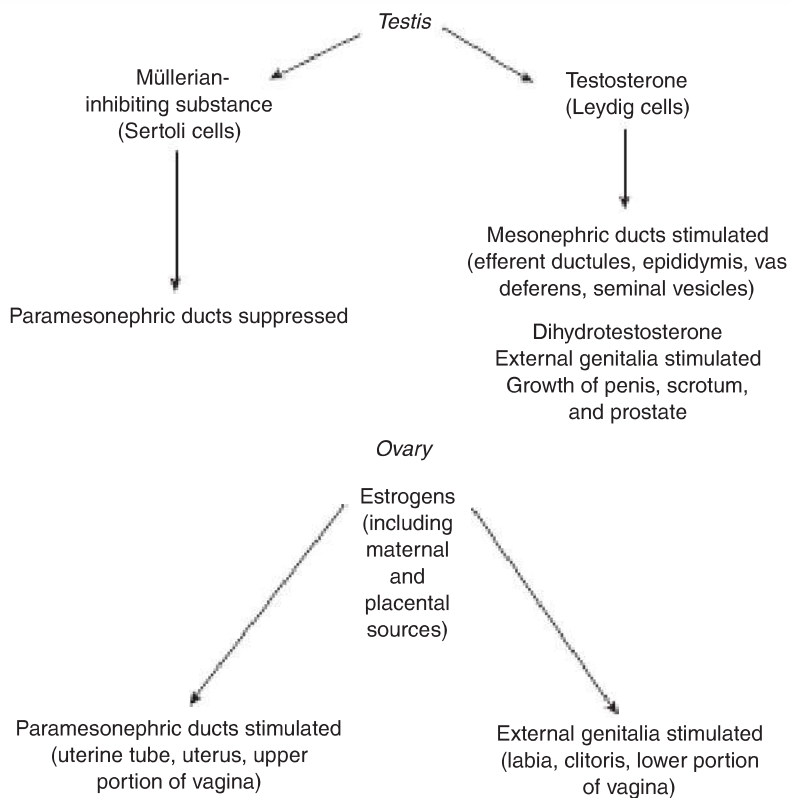 Testis
Müllerian-
inhibiting substance
(Sertoli cells)
Testosterone
(Leydig cells)
Mesonephric ducts stimulated
(efferent ductules, epididymis, vas
deferens, seminal vesicles)
Paramesonephric ducts suppressed
Dihydrotestosterone
External genitalia stimulated
Growth of penis, scrotum,
and prostate
Ovary
Estrogens
(including
maternal
and
placental
sources)
Paramesonephric ducts stimulated
(uterine tube, uterus, upper
portion of vagina)
External genitalia stimulated
(labia, clitoris, lower portion
of vagina)